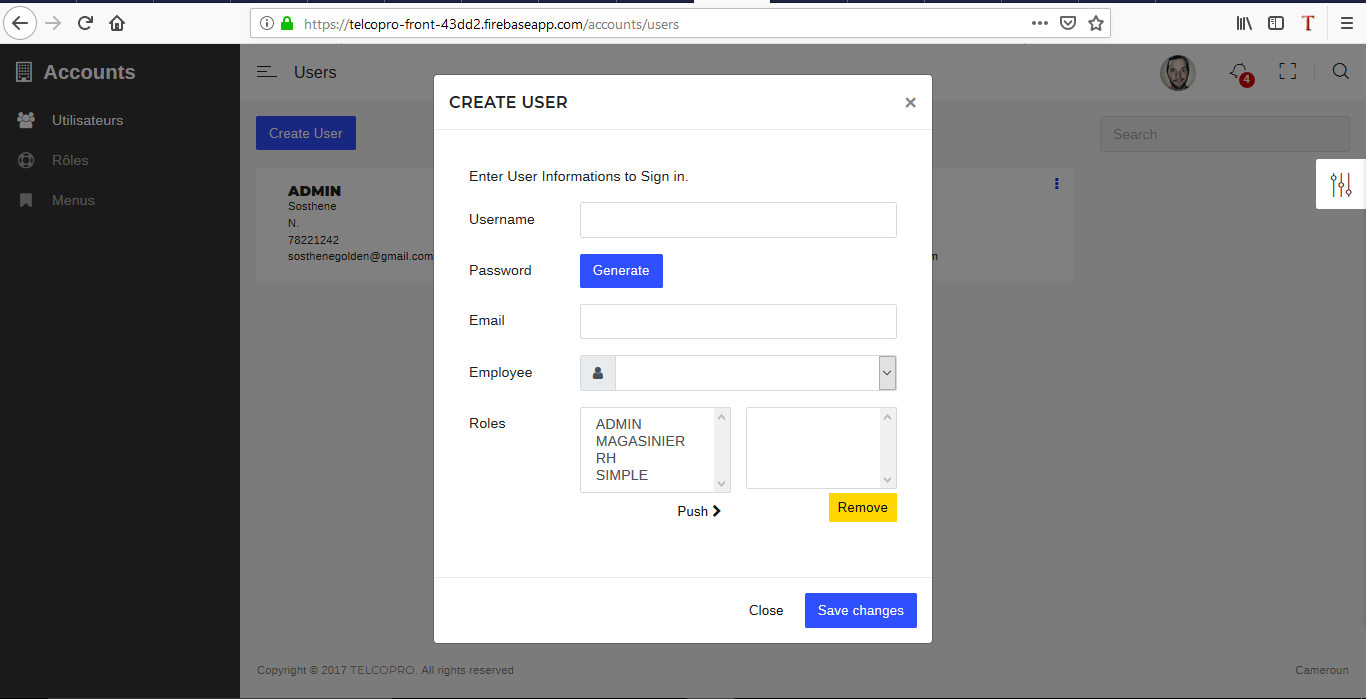 https://telcopro-front-43dd2.firebaseapp.com/accounts/users
T
Accounts
Users
4
Utilisateurs
Rôles
Menus
Create User
Search
ADMIN
Sosthene
N.
78221242
sosthenegolden@gmail.com
m
CREATE USER
×
Enter User Informations to Sign in.
Username
Password
Generate
Email
Employee
Roles
ADMIN
MAGASINIER
RH
SIMPLE
Push
Remove
Close
Save changes
Copyright © 2017 TELCOPRO. All rights reserved
Cameroun